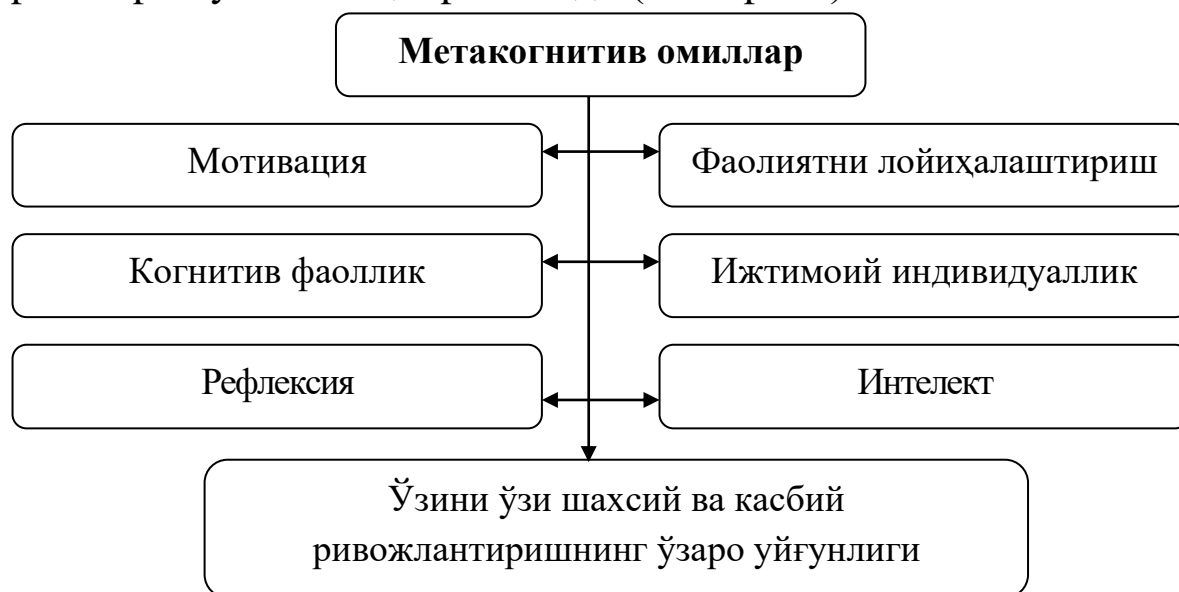 Метакогнитив омиллар
Мотивация
Фаолиятни лойиҳалаштириш
Когнитив фаоллик
Ижтимоий индивидуаллик
Рефлексия
Интелект
Ўзини ўзи шахсий ва касбий
ривожлантиришнинг ўзаро уйғунлиги